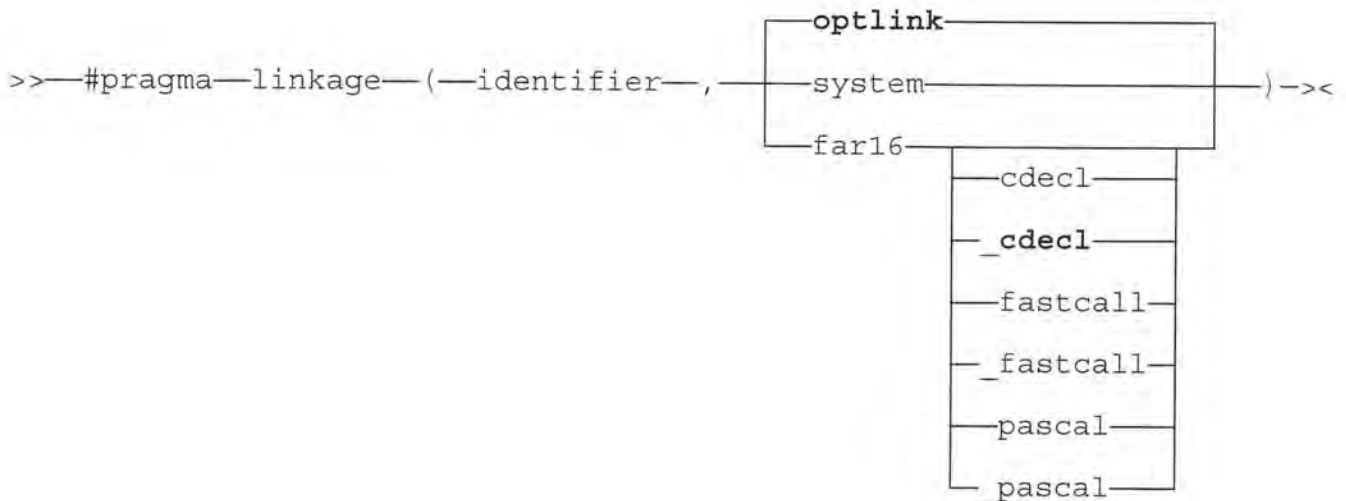 optlink
>>—#pragma—linkage—(—identifier—,—system—)—><
far16
cdecl
_cdecl
fastcall
_fastcall
pascal
_pascal